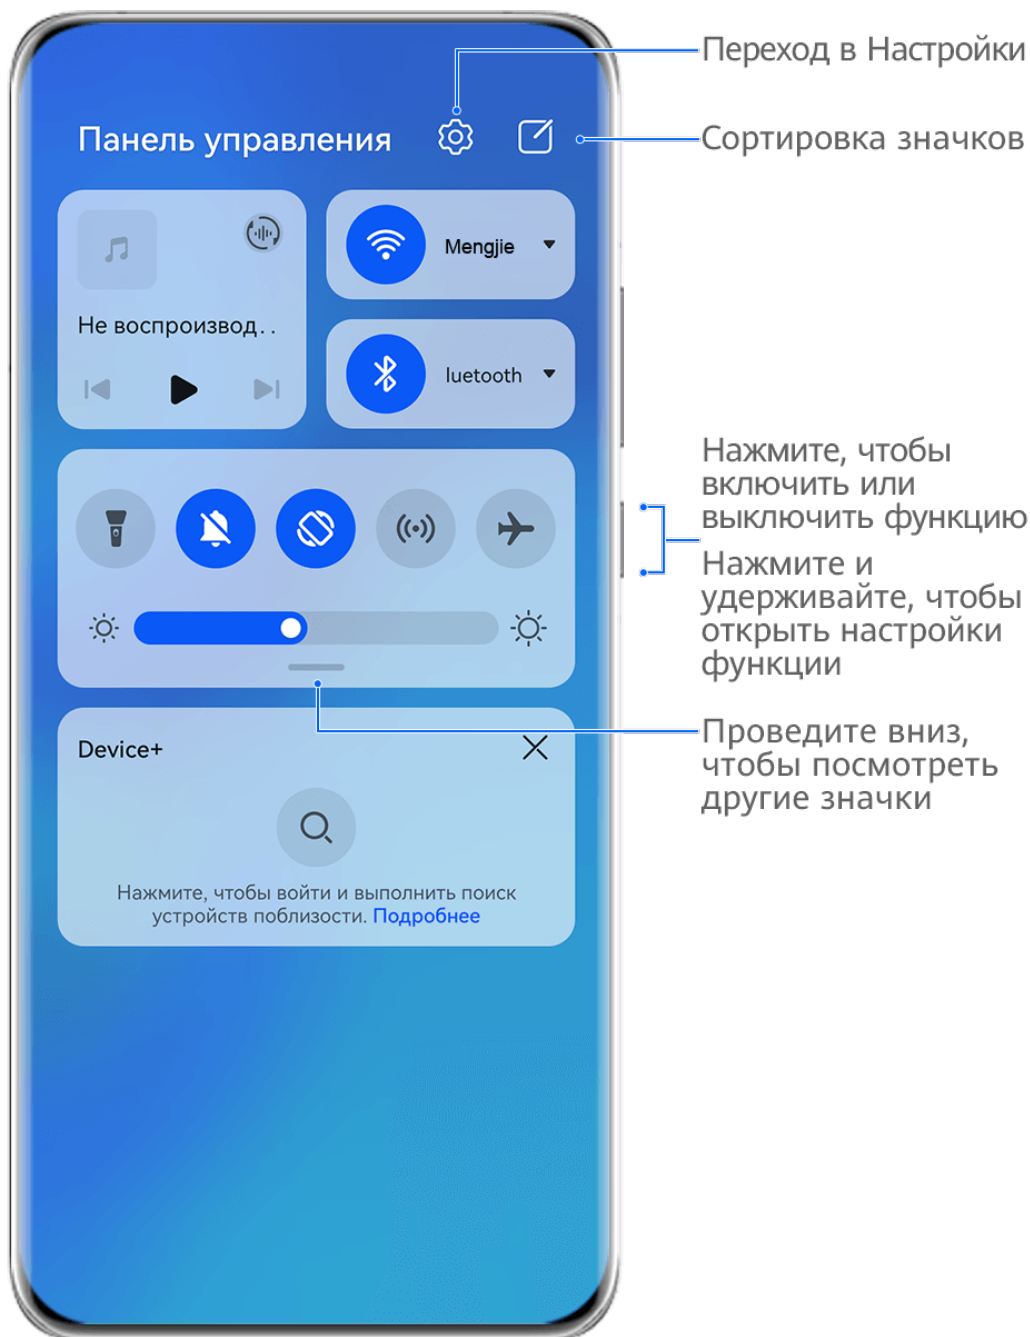 Переход в Настройки
Панель управления
Сортировка значков
Mengjie
Не воспроизвод..
luetooth
Нажмите, чтобы
включить или
выключить функцию
Нажмите и
удерживайте, чтобы
открыть настройки
функции
Проведите вниз,
чтобы посмотреть
другие значки
Device+
Нажмите, чтобы войти и выполнить поиск
устройств поблизости. Подробнее